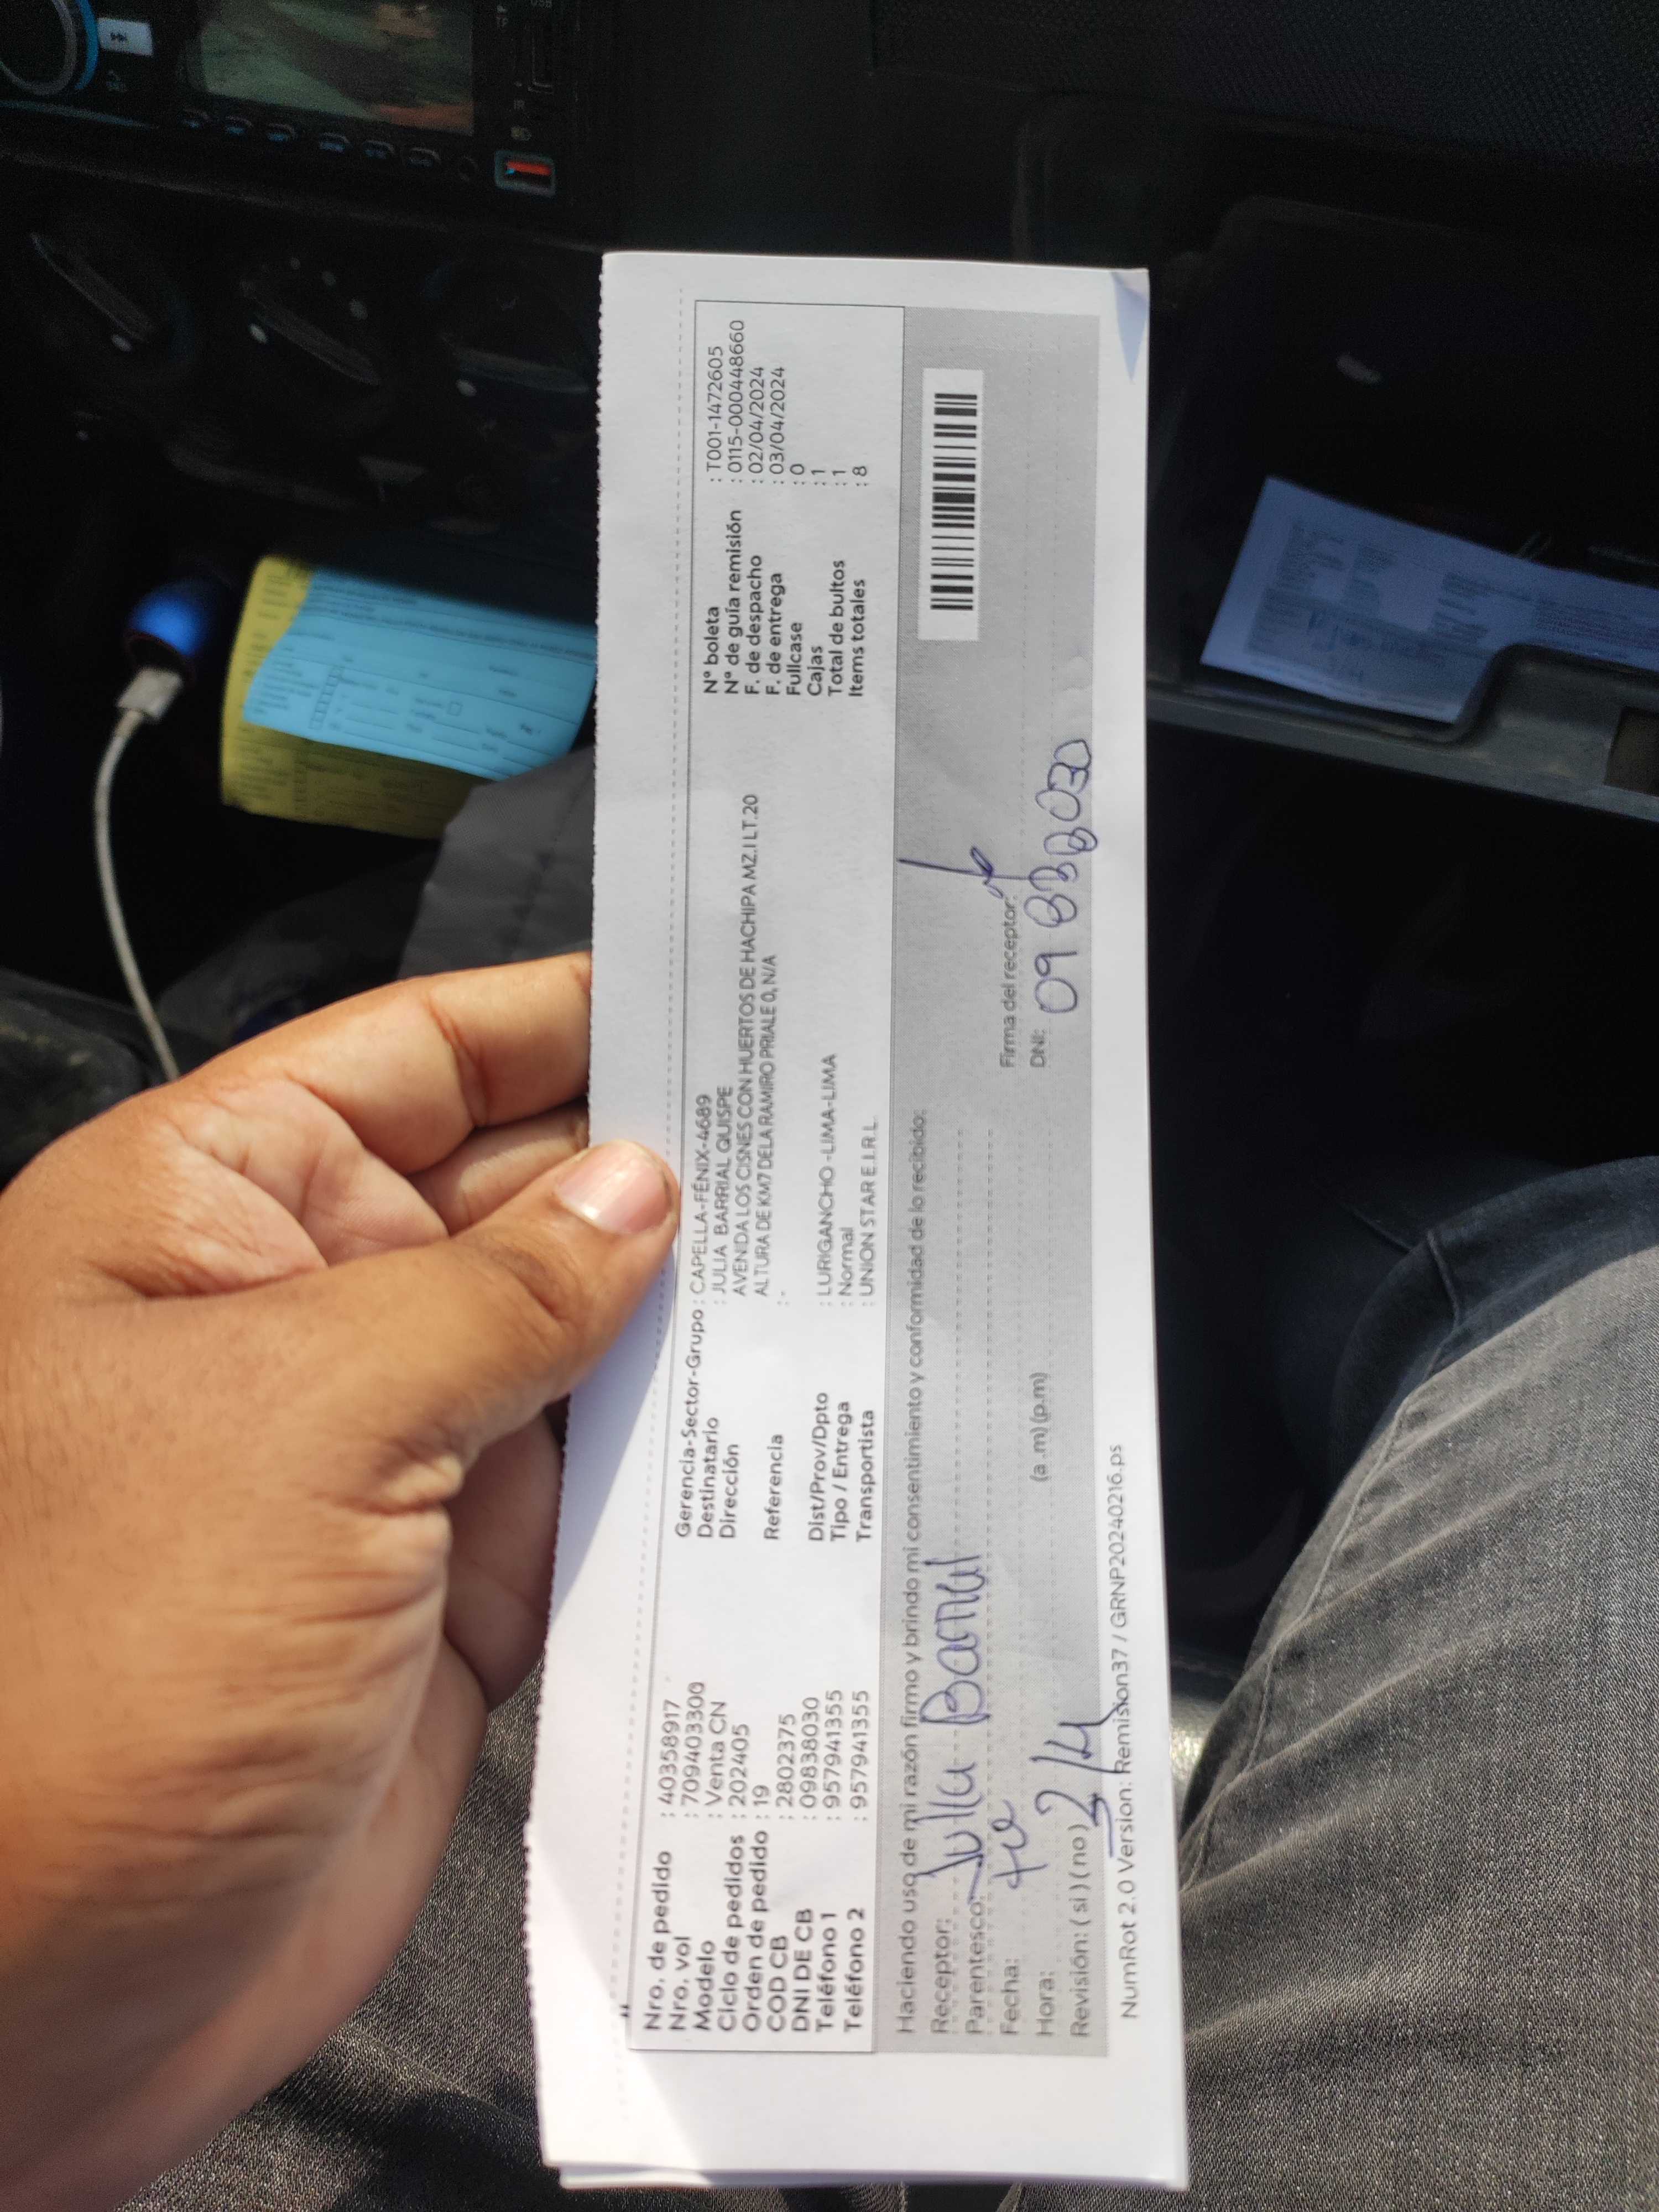 Nro. de pedido : 40358917
Nro. vol : 709403300
Modelo : Venta CN
Ciclo de pedidos : 202405
Orden de pedido : 19
COD CB : 2802375
DNI DE CB : 09838030
Teléfono 1 : 957941355
Teléfono 2 : 957941355
Gerencia-Sector-Grupo : CAPELLA-FÉNIX-4689
Destinatario : JULIA BARRIAL QUISPE
Dirección AVENIDA LOS CISNES CON HUERTOS DE HACHIPA MZ.I LT.20
ALTURA DE KM7 DELA RAMIRO PRIALE 0, N/A
Referencia : -
Dist/Prov/Dpto : LURIGANCHO -LIMA-LIMA
Tipo / Entrega : Normal
Transportista : UNION STAR E.I.R.L.
N° boleta : T001-1472605
N° de guía remisión : 0115-0004448660
F. de despacho : 02/04/2024
F. de entrega : 03/04/2024
Fullcase : 0
Cajas : 1
Total de bultos : 1
Items totales : 8
Haciendo uso de mi razón firmo y brindo mi consentimiento y conformidad de lo recibido:
Receptor: Julia Barrial
Parentesco:
Fecha:
Hora: (a .m) (p.m)
Revisión: ( si ) ( no ) 2/4
Firma del receptor:
DNI: 09838030
NumRot 2.0 Version: Remision37 / GRNP20240216.ps